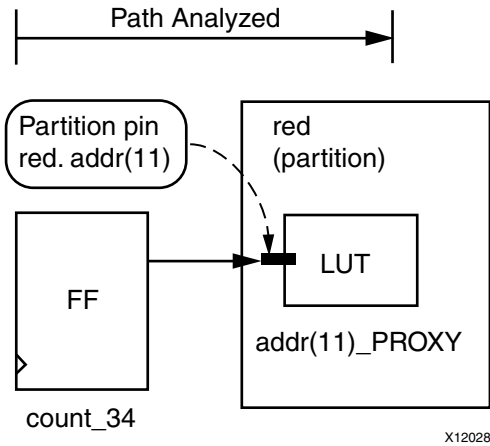 Path Analyzed
Partition pin
red. addr(11)
red
(partition)
FF
LUT
addr(11)_PROXY
count_34
X12028